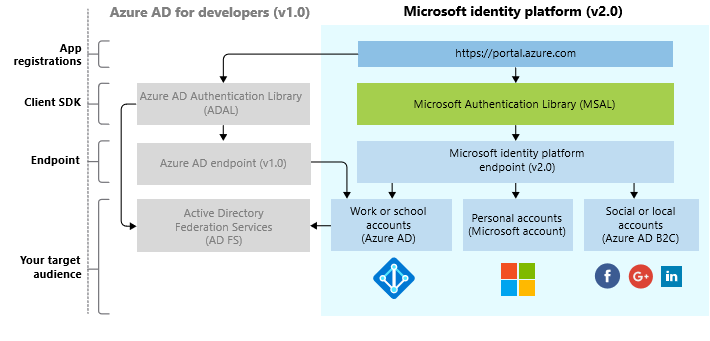 Azure AD for developers (v1.0)
Microsoft identity platform (v2.0)
App
registrations
https://portal.azure.com
Client SDK
Azure AD Authentication Library
(ADAL)
Microsoft Authentication Library (MSAL)
Endpoint
Azure AD endpoint (v1.0)
Microsoft identity platform
endpoint (v2.0)
Your target
audience
Active Directory
Federation Services
(AD FS)
Work or school
accounts
(Azure AD)
Personal accounts
(Microsoft account)
Social or local
accounts
(Azure AD B2C)
f
G+
in